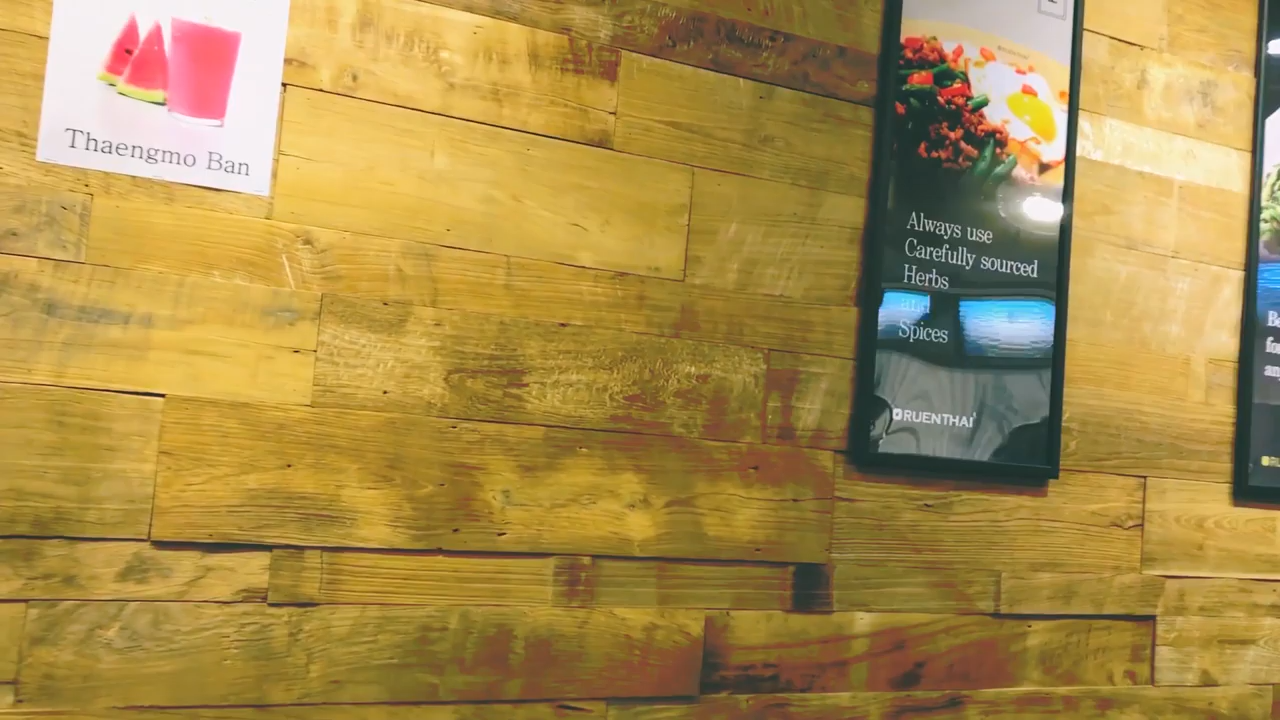 Thaengmo Ban
Always use
Carefully sourced
Herbs
and
Spices
RUENTHAI